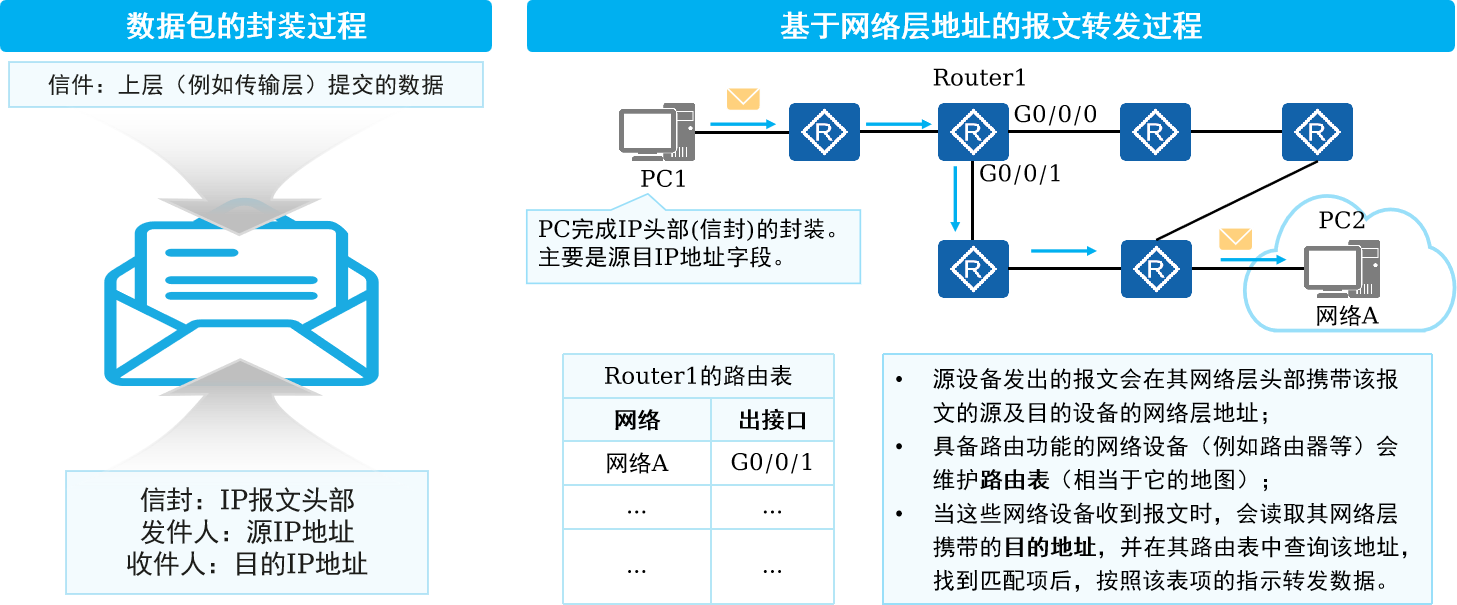 数据包的封装过程
信件：上层（例如传输层）提交的数据
信封：IP报文头部
发件人：源IP地址
收件人：目的IP地址
基于网络层地址的报文转发过程
Router1
R
R
G0/0/0
R
R
PC1
G0/0/1
PC完成IP头部(信封)的封装。
主要是源目IP地址字段。
R
R
PC2
网络A
Router1的路由表
网络 出接口
网络A G0/0/1
... ...
... ...
• 源设备发出的报文会在其网络层头部携带该报
文的源及目的设备的网络层地址；
• 具备路由功能的网络设备（例如路由器等）会
维护路由表（相当于它的地图）；
• 当这些网络设备收到报文时，会读取其网络层
携带的目的地址，并在其路由表中查询该地址，
找到匹配项后，按照该表项的指示转发数据。